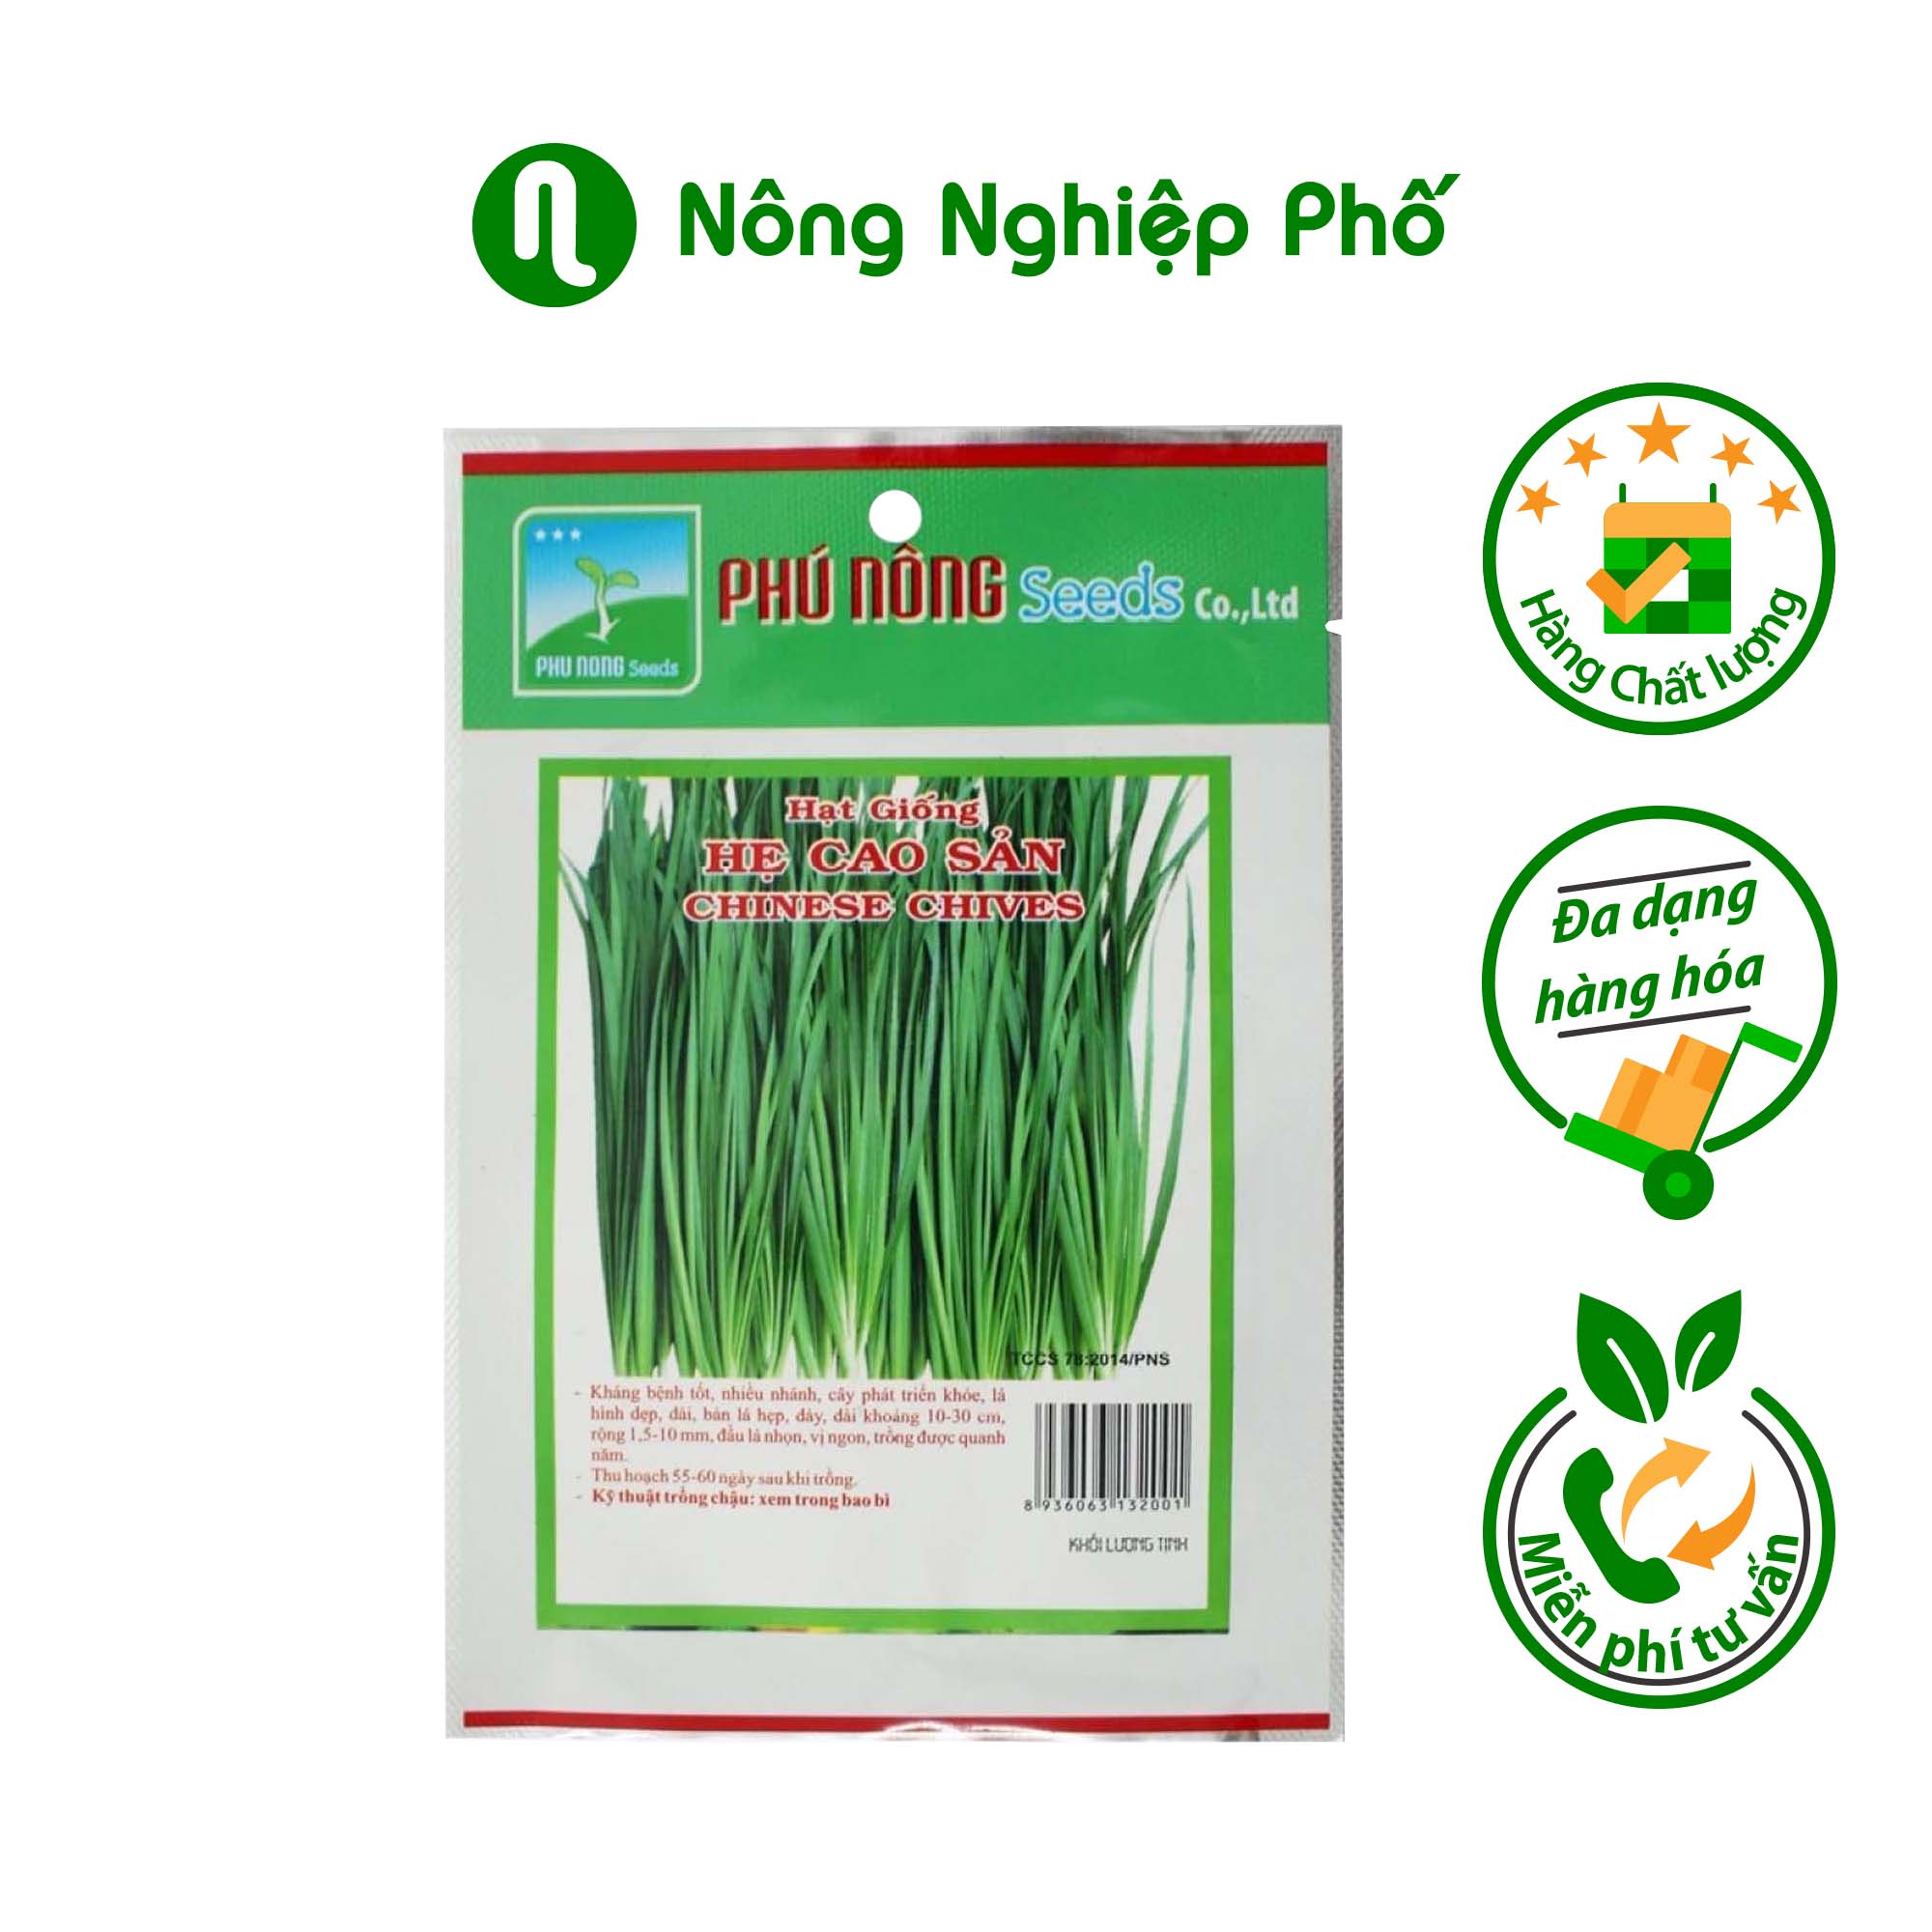 Nông Nghiệp Phố
PHÚ NÔNG Seeds Co.,Ltd
PHU NONG Seeds
Hạt Giống
HẸ CAO SẢN
CHINESE CHIVES
TCCS 78:2014/PNS
- Kháng bệnh tốt, nhiều nhánh, cây phát triển khỏe, lá
hình dẹp, dài, bản lá hẹp, dày, dài khoảng 10-30 cm,
rộng 1,5-10 mm, đầu lá nhọn, vị ngon, trồng được quanh
năm.
- Thu hoạch 55-60 ngày sau khi trồng.
- Kỹ thuật trồng chậu: xem trong bao bì
8 936063 132001
KHỐI LƯỢNG TỊNH
Hàng Chất lượng
Đa dạng
hàng hóa
Miễn phí tư vấn